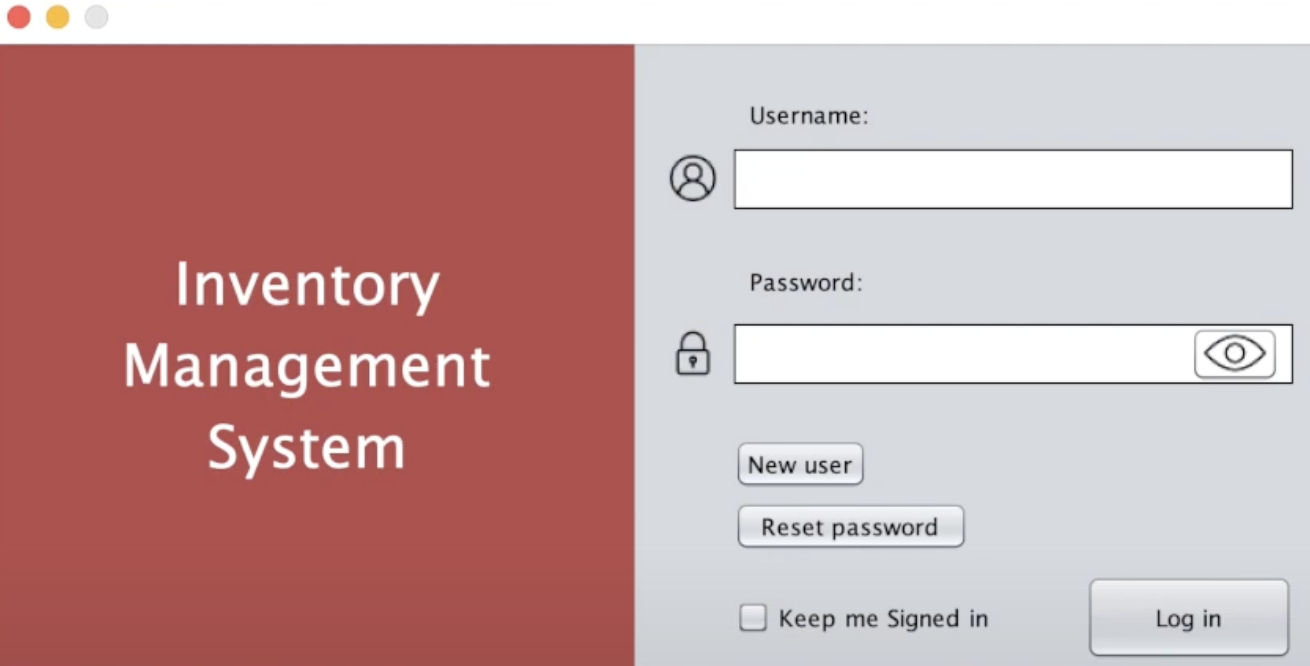 Inventory
Management
System
Username:
Password:
New user
Reset password
Keep me Signed in
Log in